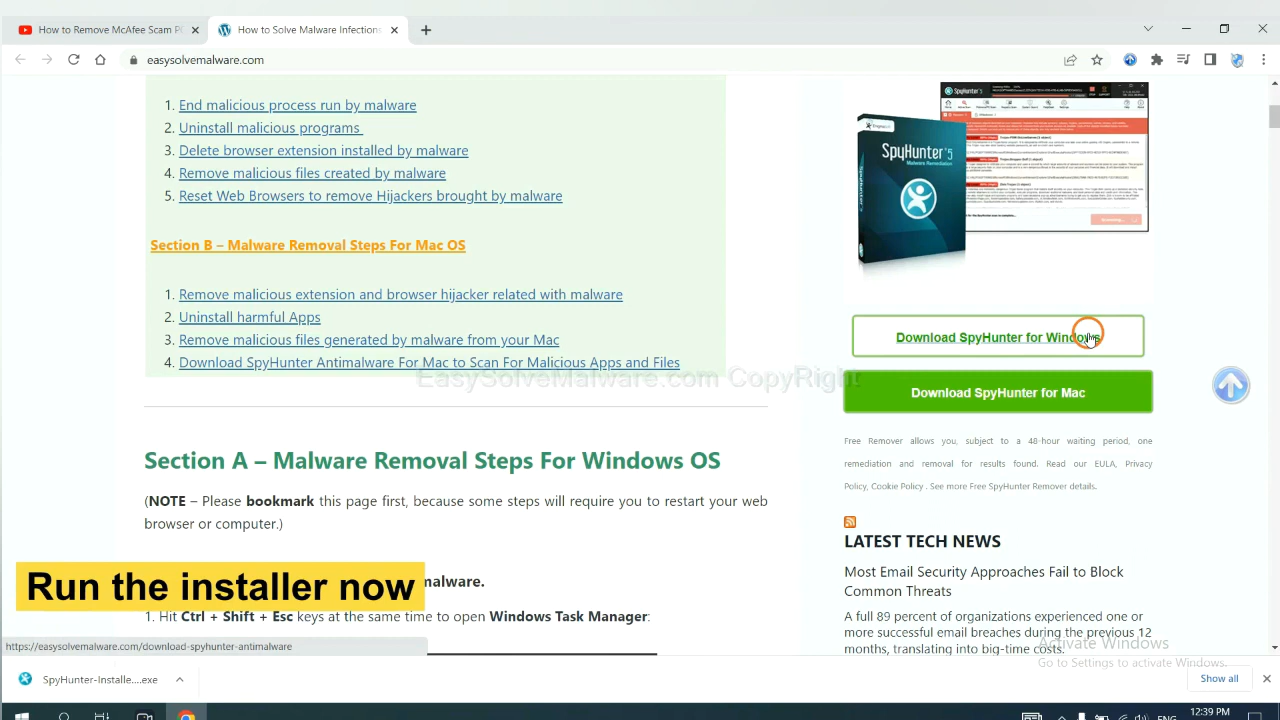 How to Remove McAfee Scam P
How to Solve Malware Infections
easysolvemalware.com
1. End malicious process run by malware
2. Uninstall malicious programs
3. Delete browser installed by malware
4. Remove malicious files created by malware
5. Reset Web Brow brought by malware
Section B – Malware Removal Steps For Mac OS
1. Remove malicious extension and browser hijacker related with malware
2. Uninstall harmful Apps
3. Remove malicious files generated by malware from your Mac
4. Download SpyHunter Antimalware For Mac to Scan For Malicious Apps and Files
EasySolveMalware.com CopyRight
Section A – Malware Removal Steps For Windows OS
(NOTE – Please bookmark this page first, because some steps will require you to restart your web
browser or computer.)
malware.
Run the installer now
1. Hit Ctrl + Shift + Esc keys at the same time to open Windows Task Manager:
SpyHunter 5
Malware Remediation
Download SpyHunter for Windows
Download SpyHunter for Mac
Free Remover allows you, subject to a 48-hour waiting period, one
remediation and removal for results found. Read our EULA, Privacy
Policy, Cookie Policy . See more Free SpyHunter Remover details.
LATEST TECH NEWS
Most Email Security Approaches Fail to Block
Common Threats
A full 89 percent of organizations experienced one or
more successful email breaches during the previous 12
months, translating into big-time costs.
Activate Windows
Go to Settings to activate Windows.
https://easysolvemalware.com/download-spyhunter-antimalware
SpyHunter-Installe....exe
Show all
ENG
12:39 PM